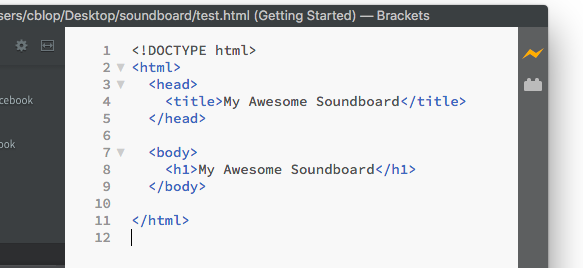 sers/cblop/Desktop/soundboard/test.html (Getting Started) — Brackets
cebook
ook
1 <!DOCTYPE html>
2 <html>
3   <head>
4     <title>My Awesome Soundboard</title>
5   </head>
6
7   <body>
8     <h1>My Awesome Soundboard</h1>
9   </body>
10
11 </html>
12